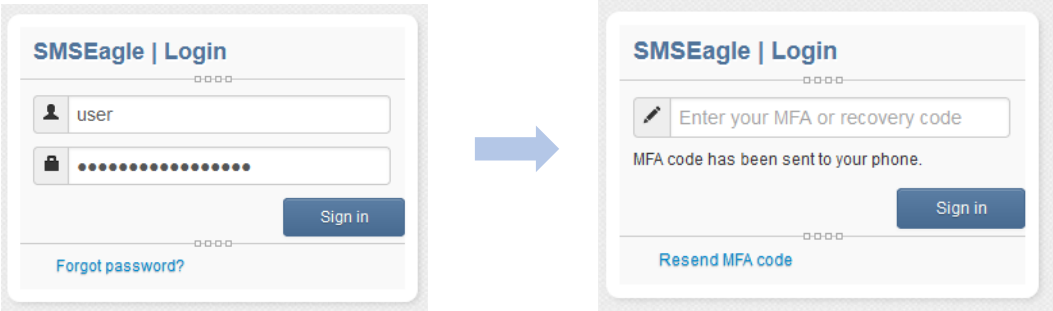 SMSEagle | Login
user
Sign in
Forgot password?
SMSEagle | Login
Enter your MFA or recovery code
MFA code has been sent to your phone.
Sign in
Resend MFA code